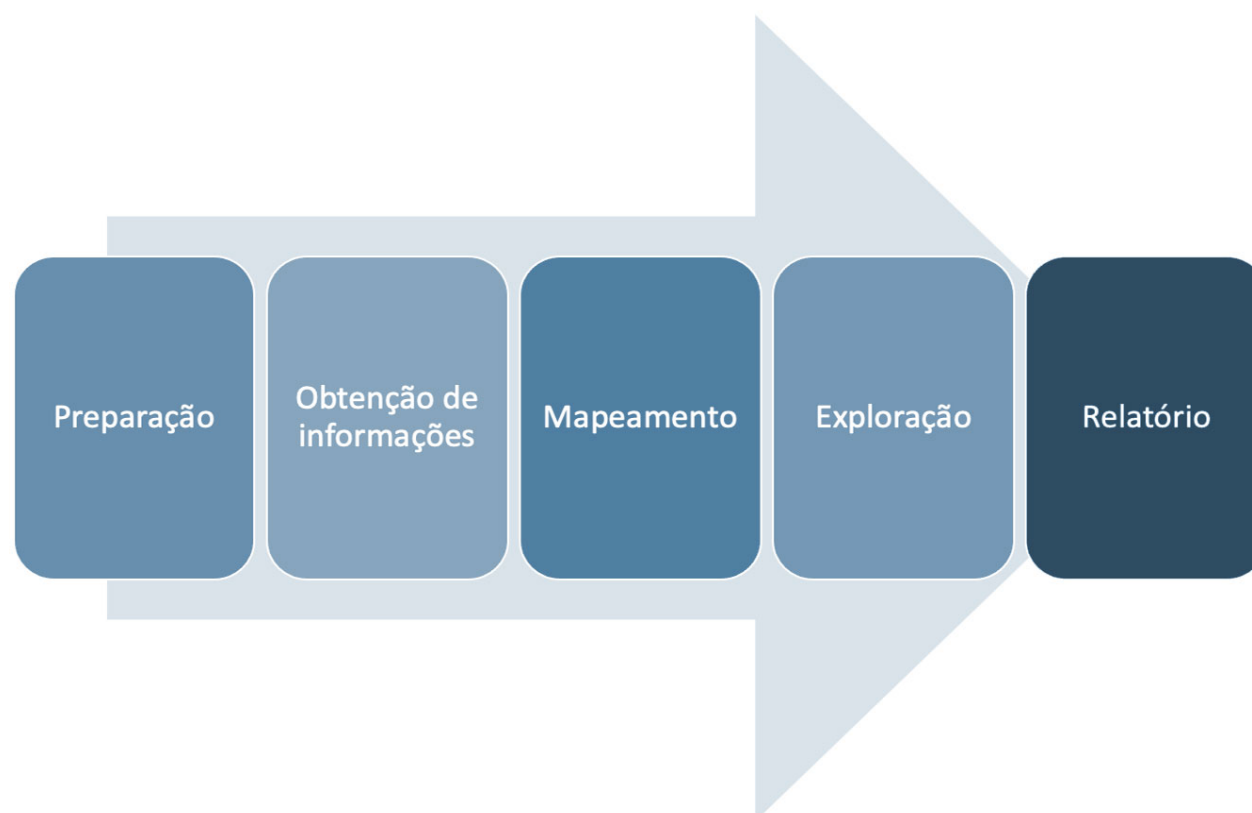 Preparação
Obtenção de
informações
Mapeamento
Exploração
Relatório